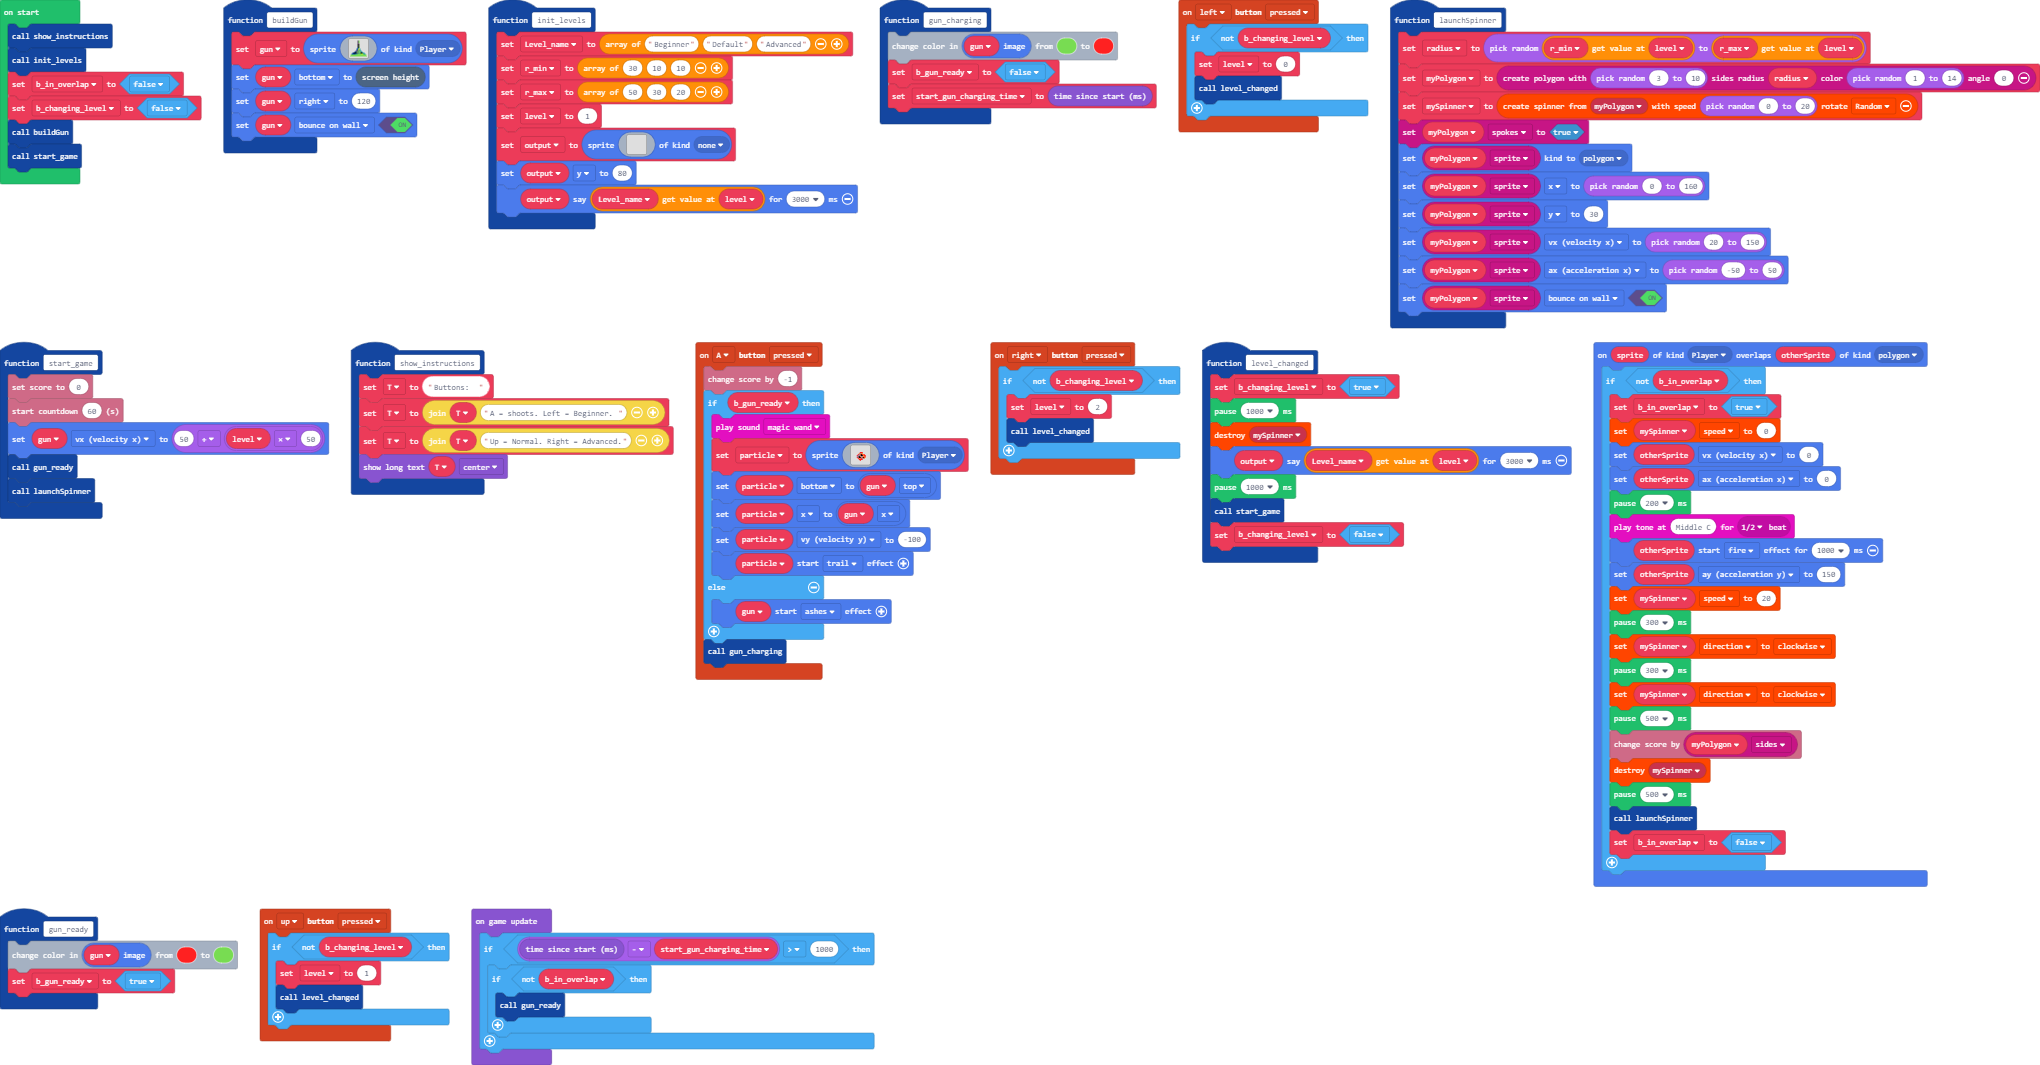 on start
call show_instructions
call init_levels
set b_in_overlap to false
set b_changing_level to false
call buildGun
call start_game
function buildGun
set gun to sprite of kind Player
set gun bottom to screen height
set gun right to 120
set gun bounce on wall ON
function init_levels
set Level_name to array of "Beginner" "Default" "Advanced"
set r_min to array of 30 10 10
set r_max to array of 50 30 20
set level to 1
set output to sprite of kind none
set output y to 80
output say Level_name get value at level for 3000 ms
function gun_charging
change color in gun image from to
set b_gun_ready to false
set start_gun_charging_time to time since start (ms)
on left button pressed
if not b_changing_level then
set level to 0
call level_changed
function launchSpinner
set radius to pick random r_min get value at level to r_max get value at level
set myPolygon to create polygon with pick random 3 to 10 sides radius radius color pick random 1 to 14 angle 0
set mySpinner to create spinner from myPolygon with speed pick random 0 to 20 rotate Random
set myPolygon spokes to true
set myPolygon sprite kind to polygon
set myPolygon sprite x to pick random 0 to 160
set myPolygon sprite y to 30
set myPolygon sprite vx (velocity x) to pick random 20 to 150
set myPolygon sprite ax (acceleration x) to pick random -50 to 50
set myPolygon sprite bounce on wall ON
function start_game
set score to 0
start countdown 60 (s)
set gun vx (velocity x) to 50 + level × 50
call gun_ready
call launchSpinner
function show_instructions
set T to "Buttons: "
set T to join T "A = shoots. Left = Beginner. "
set T to join T "Up = Normal. Right = Advanced."
show long text T center
on A button pressed
change score by -1
if b_gun_ready then
play sound magic wand
set particle to sprite of kind Player
set particle bottom to gun top
set particle x to gun x
set particle vy (velocity y) to -100
particle start trail effect
else
gun start ashes effect
call gun_charging
on right button pressed
if not b_changing_level then
set level to 2
call level_changed
function level_changed
set b_changing_level to true
pause 1000 ms
destroy mySpinner
output say Level_name get value at level for 3000 ms
pause 1000 ms
call start_game
set b_changing_level to false
on sprite of kind Player overlaps otherSprite of kind polygon
if not b_in_overlap then
set b_in_overlap to true
set mySpinner speed to 0
set otherSprite vx (velocity x) to 0
set otherSprite ax (acceleration x) to 0
pause 200 ms
play tone at Middle C for 1/2 beat
otherSprite start fire effect for 1000 ms
set otherSprite ay (acceleration y) to 150
set mySpinner speed to 20
pause 300 ms
set mySpinner direction to clockwise
pause 300 ms
set mySpinner direction to clockwise
pause 500 ms
change score by myPolygon sides
destroy mySpinner
pause 500 ms
call launchSpinner
set b_in_overlap to false
function gun_ready
change color in gun image from to
set b_gun_ready to true
on up button pressed
if not b_changing_level then
set level to 1
call level_changed
on game update
if time since start (ms) - start_gun_charging_time > 1000 then
if not b_in_overlap then
call gun_ready